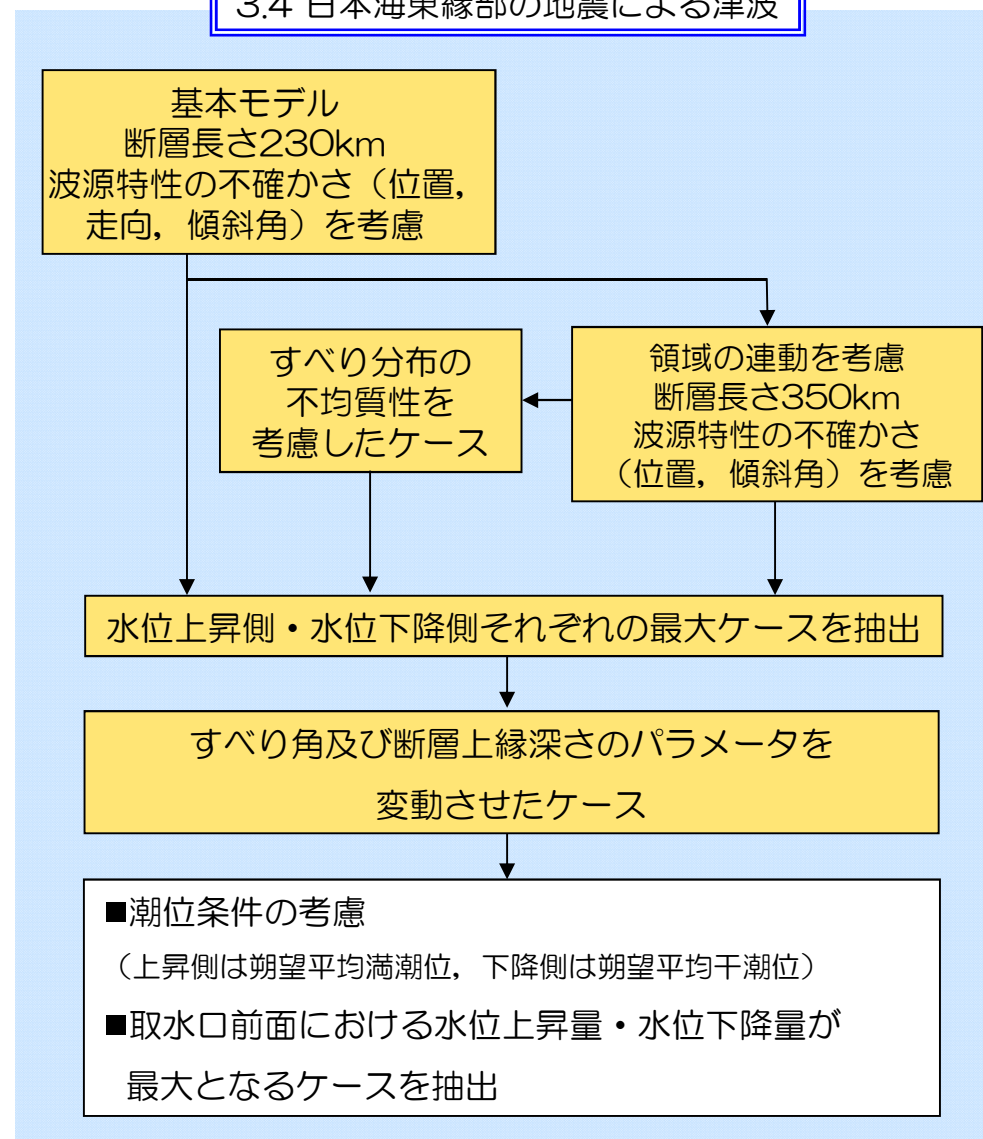 3.4 日本海東縁部の地震による津波
基本モデル
断層長さ230km
波源特性の不確かさ（位置，
走向，傾斜角）を考慮
すべり分布の
不均質性を
考慮したケース
領域の連動を考慮
断層長さ350km
波源特性の不確かさ
（位置，傾斜角）を考慮
水位上昇側・水位下降側それぞれの最大ケースを抽出
すべり角及び断層上縁深さのパラメータを
変動させたケース
■潮位条件の考慮
（上昇側は朔望平均満潮位，下降側は朔望平均干潮位）
■取水口前面における水位上昇量・水位下降量が
最大となるケースを抽出